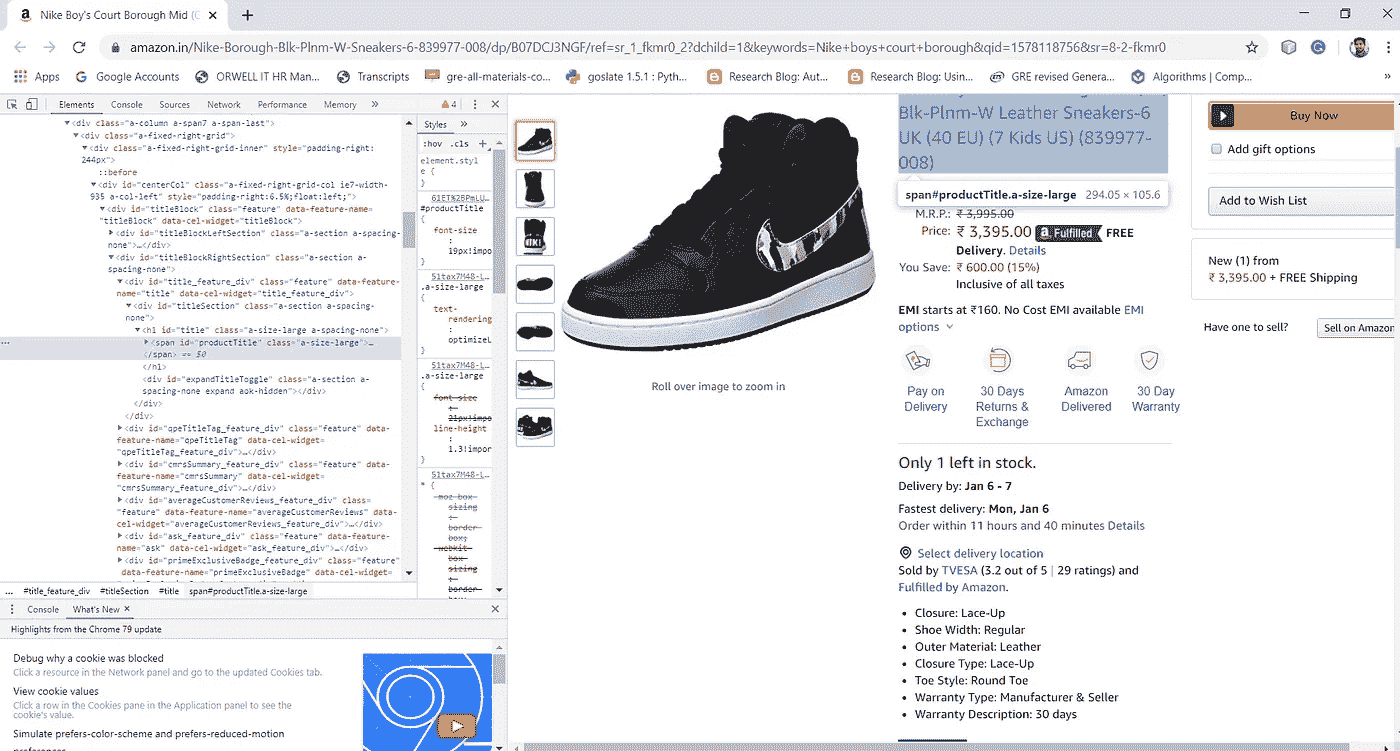 Nike Boy's Court Borough Mid (
amazon.in/Nike-Borough-Blk-Plnm-W-Sneakers-6-839977-008/dp/B07DCJ3NGF/ref=sr_1_fkmr0_2?dchild=1&keywords=Nike+boys+court+borough&qid=1578118756&sr=8-2-fkmr0
Apps Google Accounts ORWELL IT HR Man... Transcripts gre-all-materials-co... goslate 1.5.1 : Pyth... Research Blog: Aut... Research Blog: Usin... GRE revised Genera... Algorithms | Comp... »
Elements Console Sources Network Performance Memory » 4
<div class="a-column a-span7 a-span-last">
<div class="a-fixed-right-grid">
<div class="a-fixed-right-grid-inner" style="padding-right:
244px">
::before
<div id="centerCol" class="a-fixed-right-grid-col ie7-width-
935 a-col-left" style="padding-right:6.5%;float:left;">
<div id="titleBlock" class="feature" data-feature-name=
"titleBlock" data-cel-widget="titleBlock">
<div id="titleBlockLeftSection" class="a-section a-spacing-
none">…</div>
<div id="titleBlockRightSection" class="a-section a-
spacing-none">
<div id="title_feature_div" class="feature" data-feature-
name="title" data-cel-widget="title_feature_div">
<div id="titleSection" class="a-section a-spacing-
none">
<h1 id="title" class="a-size-large a-spacing-none">
<span id="productTitle" class="a-size-large">…
</span> == $0
</h1>
<div id="expandTitleToggle" class="a-section a-
spacing-none expand aok-hidden"></div>
</div>
</div>
<div id="qpeTitleTag_feature_div" class="feature" data-
feature-name="qpeTitleTag" data-cel-widget=
"qpeTitleTag_feature_div">…</div>
<div id="cmrsSummary_feature_div" class="feature" data-
feature-name="cmrsSummary" data-cel-widget=
"cmrsSummary_feature_div">…</div>
<div id="averageCustomerReviews_feature_div" class=
"feature" data-feature-name="averageCustomerReviews" data-
cel-widget="averageCustomerReviews_feature_div">…</div>
<div id="ask_feature_div" class="feature" data-feature-
name="ask" data-cel-widget="ask_feature_div">…</div>
<div id="primeExclusiveBadge_feature_div" class="feature"
data-feature-name="primeExclusiveBadge" data-cel-widget=
... #title_feature_div #titleSection #title span#productTitle.a-size-large
Styles »
:hov .cls +
element.styl
e {
}
#productTitle
{
font-size
:
19px!impo
}
51tax7M48-L…
.a-size-large
{
text-
rendering
:
optimizeL
}
51tax7M48-L…
.a-size-large
{
font-size
:
21px!impo
line-height
:
1.3!impor
}
51tax7M48-L…
* {
-moz-box-
sizing
:
border-
box;
-webkit-
box-
sizing
:
border-
box;
Console What's New ×
Highlights from the Chrome 79 update
Debug why a cookie was blocked
Click a resource in the Network panel and go to the updated Cookies tab.
View cookie values
Click a row in the Cookies pane in the Application panel to see the
cookie's value.
Simulate prefers-color-scheme and prefers-reduced-motion
preferences
NIKE
Roll over image to zoom in
Blk-Plnm-W Leather Sneakers-6
UK (40 EU) (7 Kids US) (839977-
008)
span#productTitle.a-size-large 294.05 × 105.6
M.R.P.: ₹ 3,995.00
Price: ₹ 3,395.00 a Fulfilled FREE
Delivery. Details
You Save: ₹ 600.00 (15%)
Inclusive of all taxes
EMI starts at ₹160. No Cost EMI available EMI
options
Pay on
Delivery
30 Days
Returns &
Exchange
Amazon
Delivered
30 Day
Warranty
Only 1 left in stock.
Delivery by: Jan 6 - 7
Fastest delivery: Mon, Jan 6
Order within 11 hours and 40 minutes Details
Select delivery location
Sold by TVESA (3.2 out of 5 | 29 ratings) and
Fulfilled by Amazon.
• Closure: Lace-Up
• Shoe Width: Regular
• Outer Material: Leather
• Closure Type: Lace-Up
• Toe Style: Round Toe
• Warranty Type: Manufacturer & Seller
• Warranty Description: 30 days
Buy Now
Add gift options
Add to Wish List
New (1) from
₹ 3,395.00 + FREE Shipping
Have one to sell? Sell on Amazon